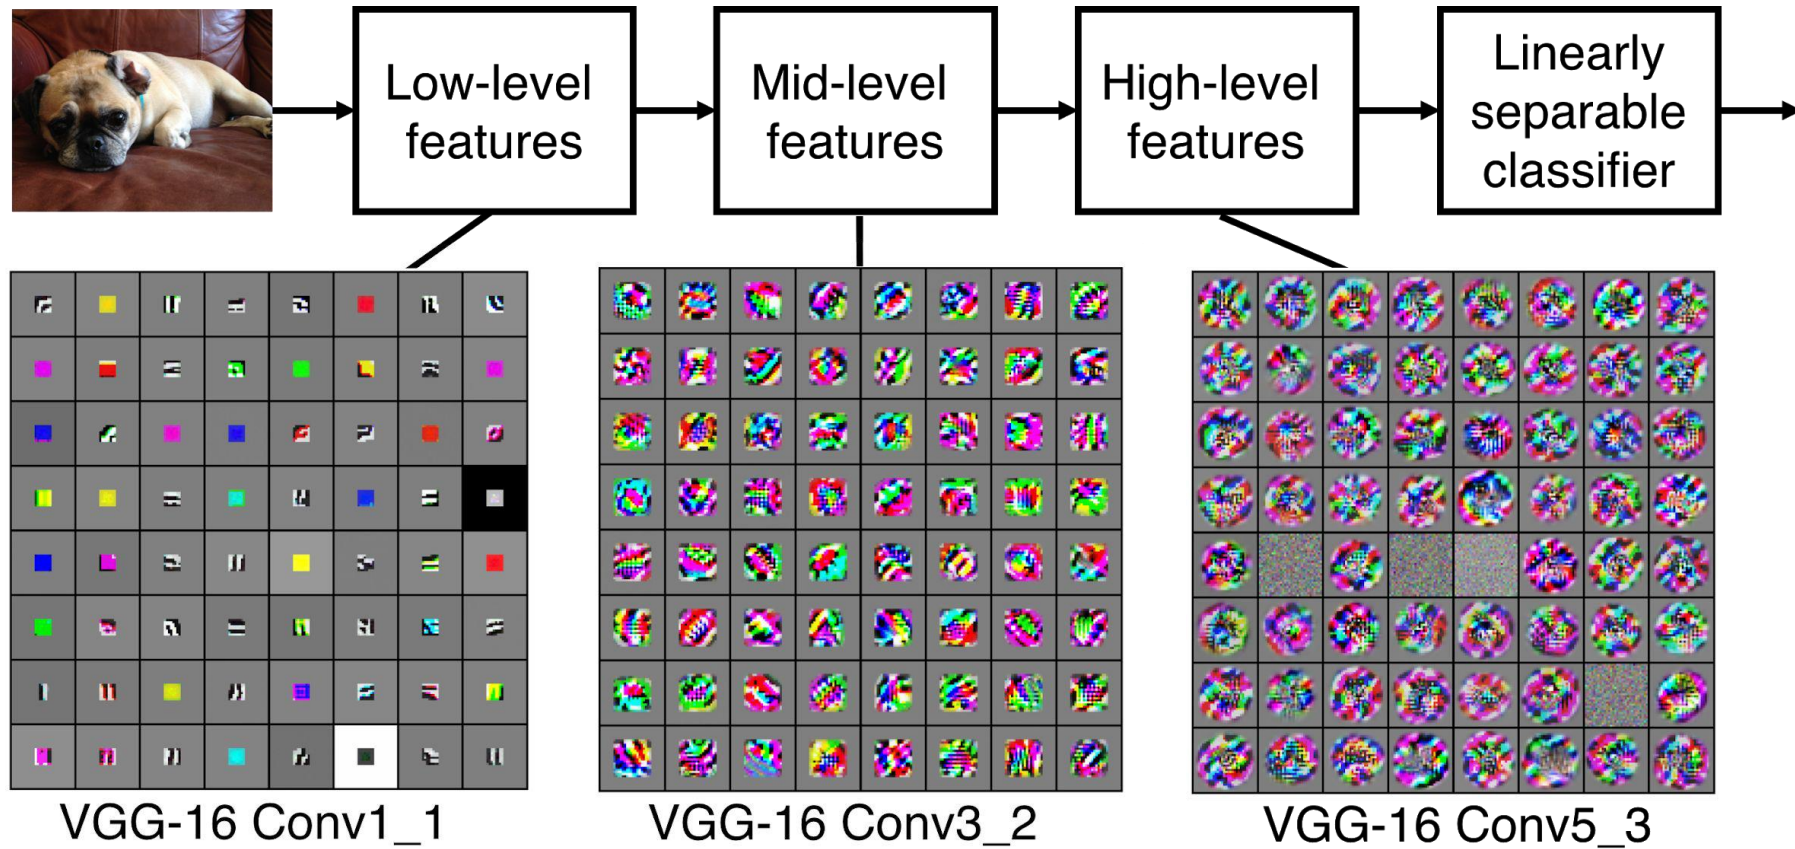 Low-level
features
Mid-level
features
High-level
features
Linearly
separable
classifier
VGG-16 Conv1_1
VGG-16 Conv3_2
VGG-16 Conv5_3